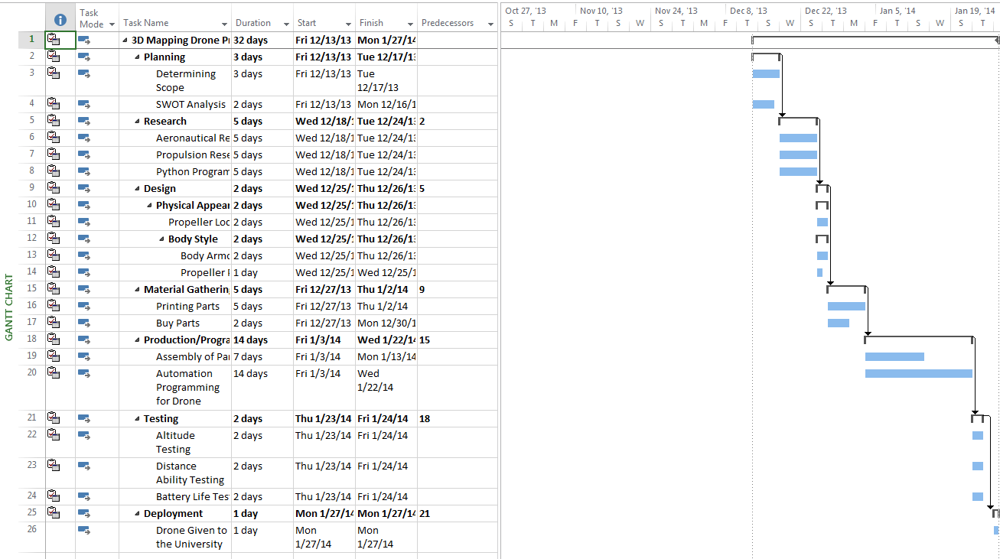 Oct 27, '13 Nov 10, '13 Nov 24, '13 Dec 8, '13 Dec 22, '13 Jan 5, '14 Jan 19, '14
Task Mode Task Name Duration Start Finish Predecessors S T M F T S W S T M F T S W S T M F T
1 3D Mapping Drone Pr 32 days Fri 12/13/13 Mon 1/27/14
2 Planning 3 days Fri 12/13/13 Tue 12/17/13
3 Determining 3 days Fri 12/13/13 Tue
Scope 12/17/13
4 SWOT Analysis 2 days Fri 12/13/13 Mon 12/16/1
5 Research 5 days Wed 12/18/1 Tue 12/24/13 2
6 Aeronautical Re 5 days Wed 12/18/1 Tue 12/24/13
7 Propulsion Rese 5 days Wed 12/18/1 Tue 12/24/13
8 Python Program 5 days Wed 12/18/1 Tue 12/24/13
9 Design 2 days Wed 12/25/1 Thu 12/26/13 5
10 Physical Appear 2 days Wed 12/25/1 Thu 12/26/13
11 Propeller Loc 2 days Wed 12/25/1 Thu 12/26/13
12 Body Style 2 days Wed 12/25/1 Thu 12/26/13
13 Body Armo 2 days Wed 12/25/1 Thu 12/26/13
14 Propeller 1 day Wed 12/25/1 Wed 12/25/1
15 Material Gathering 5 days Fri 12/27/13 Thu 1/2/14 9
16 Printing Parts 5 days Fri 12/27/13 Thu 1/2/14
17 Buy Parts 2 days Fri 12/27/13 Mon 12/30/1
18 Production/Progra 14 days Fri 1/3/14 Wed 1/22/14 15
19 Assembly of Par 7 days Fri 1/3/14 Mon 1/13/14
20 Automation 14 days Fri 1/3/14 Wed
Programming 1/22/14
for Drone
21 Testing 2 days Thu 1/23/14 Fri 1/24/14 18
22 Altitude 2 days Thu 1/23/14 Fri 1/24/14
Testing
23 Distance 2 days Thu 1/23/14 Fri 1/24/14
Ability Testing
24 Battery Life Tes 2 days Thu 1/23/14 Fri 1/24/14
25 Deployment 1 day Mon 1/27/14 Mon 1/27/14 21
26 Drone Given to 1 day Mon Mon
the University 1/27/14 1/27/14
GANTT CHART